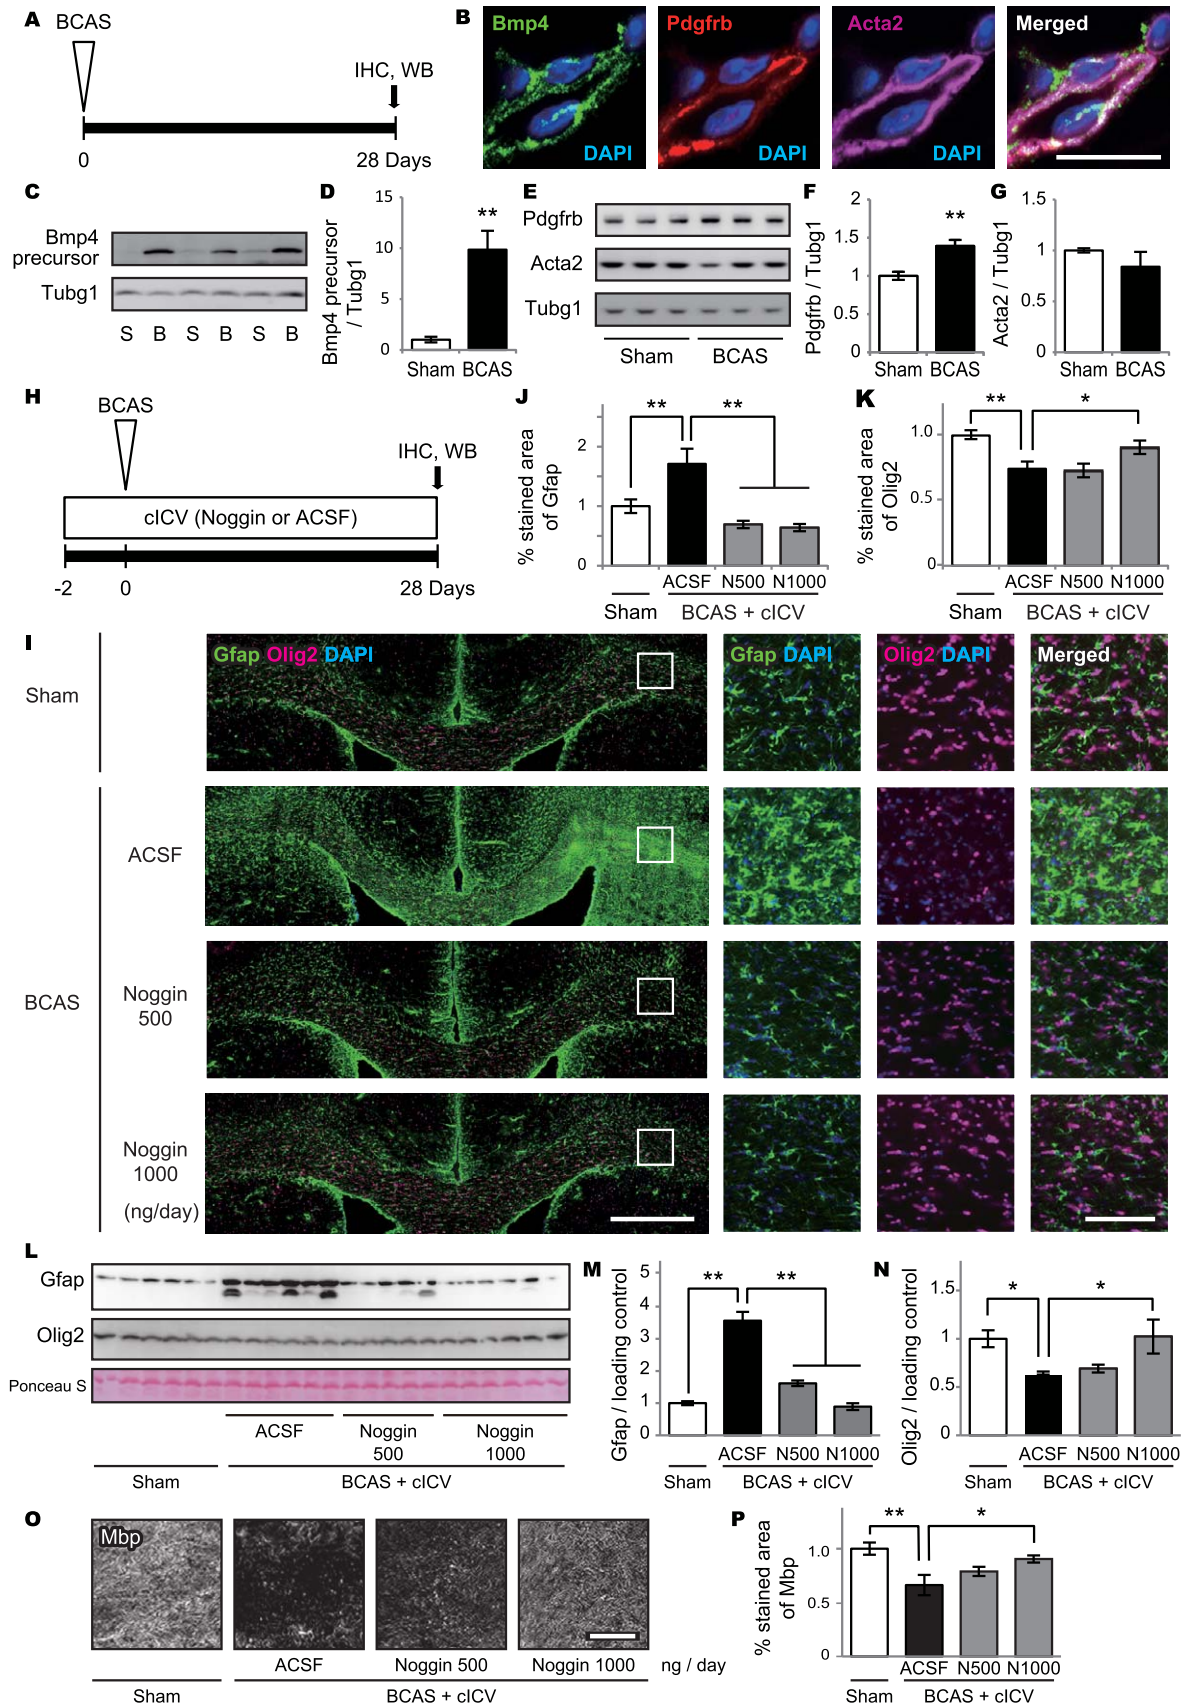 A
BCAS
IHC, WB
0
28 Days
B
Bmp4
DAPI
Pdgfrb
DAPI
Acta2
DAPI
Merged
C
Bmp4
precursor
Tubg1
S B S B S B
D
Bmp4 precursor
/ Tubg1
15
10
5
0
**
Sham BCAS
E
Pdgfrb
Acta2
Tubg1
Sham
BCAS
F
Pdgfrb / Tubg1
2
1.5
1
0.5
0
**
Sham BCAS
G
Acta2 / Tubg1
1.5
1
0.5
0
Sham BCAS
H
BCAS
IHC, WB
cICV (Noggin or ACSF)
-2
0
28 Days
J
% stained area
of Gfap
2
1
0
**
**
ACSF N500 N1000
Sham
BCAS + cICV
K
% stained area
of Olig2
1.0
0.5
0
**
*
ACSF N500 N1000
Sham
BCAS + cICV
I
Gfap Olig2 DAPI
Gfap DAPI
Olig2 DAPI
Merged
Sham
ACSF
BCAS
Noggin
500
Noggin
1000
(ng/day)
L
Gfap
Olig2
Ponceau S
ACSF
Noggin
500
Noggin
1000
Sham
BCAS + cICV
M
Gfap / loading control
5
4
3
2
1
0
**
**
ACSF N500 N1000
Sham
BCAS + cICV
N
Olig2 / loading control
1.5
1
0.5
0
*
*
ACSF N500 N1000
Sham
BCAS + cICV
O
Mbp
ACSF
Noggin 500
Noggin 1000
ng / day
Sham
BCAS + cICV
P
% stained area
of Mbp
1.0
0.5
0
**
*
ACSF N500 N1000
Sham
BCAS + cICV